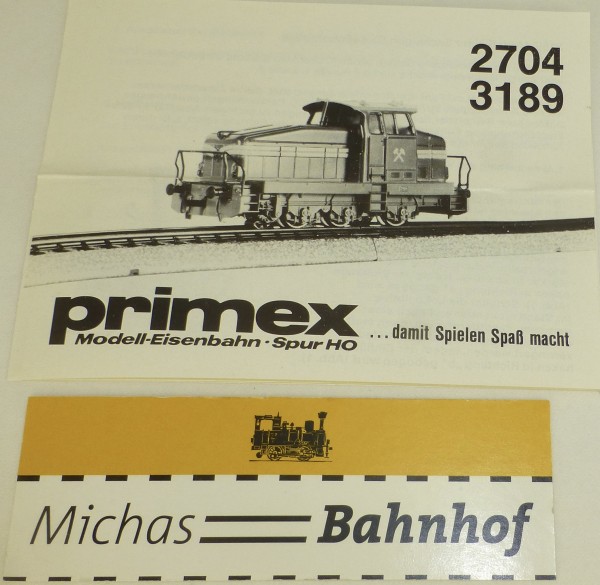 2704
3189
primex
Modell-Eisenbahn · Spur HO
...damit Spielen Spaß macht
Michas Bahnhof